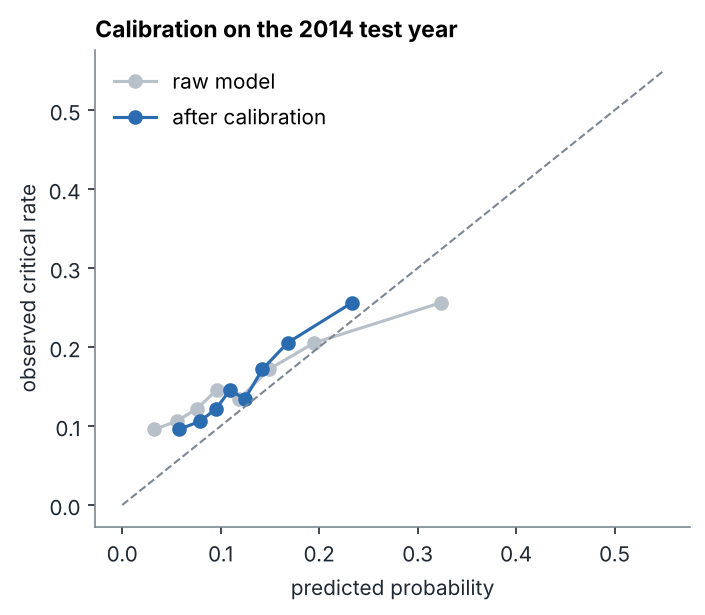 Calibration on the 2014 test year
raw model
after calibration
observed critical rate
0.5
0.4
0.3
0.2
0.1
0.0
0.0 0.1 0.2 0.3 0.4 0.5
predicted probability